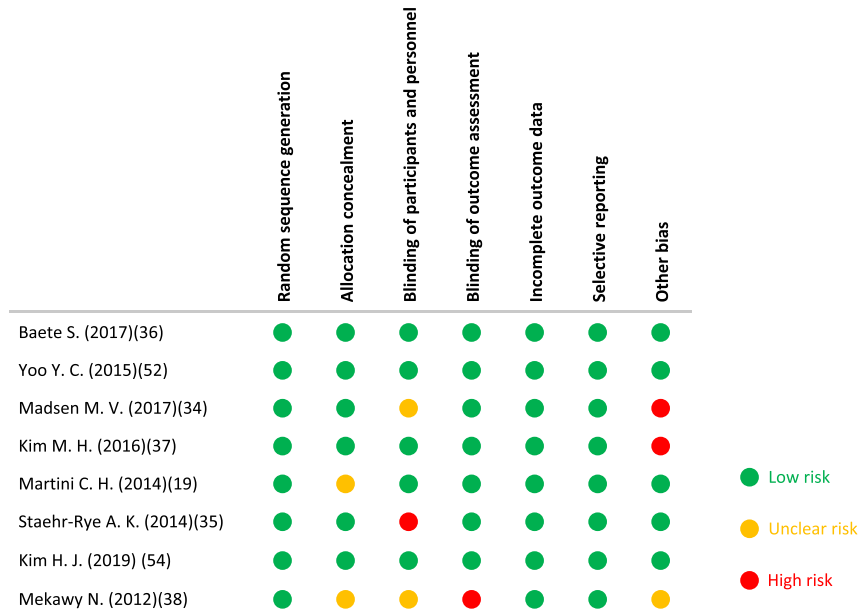 Random sequence generation
Allocation concealment
Blinding of participants and personnel
Blinding of outcome assessment
Incomplete outcome data
Selective reporting
Other bias
Baete S. (2017)(36)
Yoo Y. C. (2015)(52)
Madsen M. V. (2017)(34)
Kim M. H. (2016)(37)
Martini C. H. (2014)(19)
Staehr-Rye A. K. (2014)(35)
Kim H. J. (2019) (54)
Mekawy N. (2012)(38)
Low risk
Unclear risk
High risk